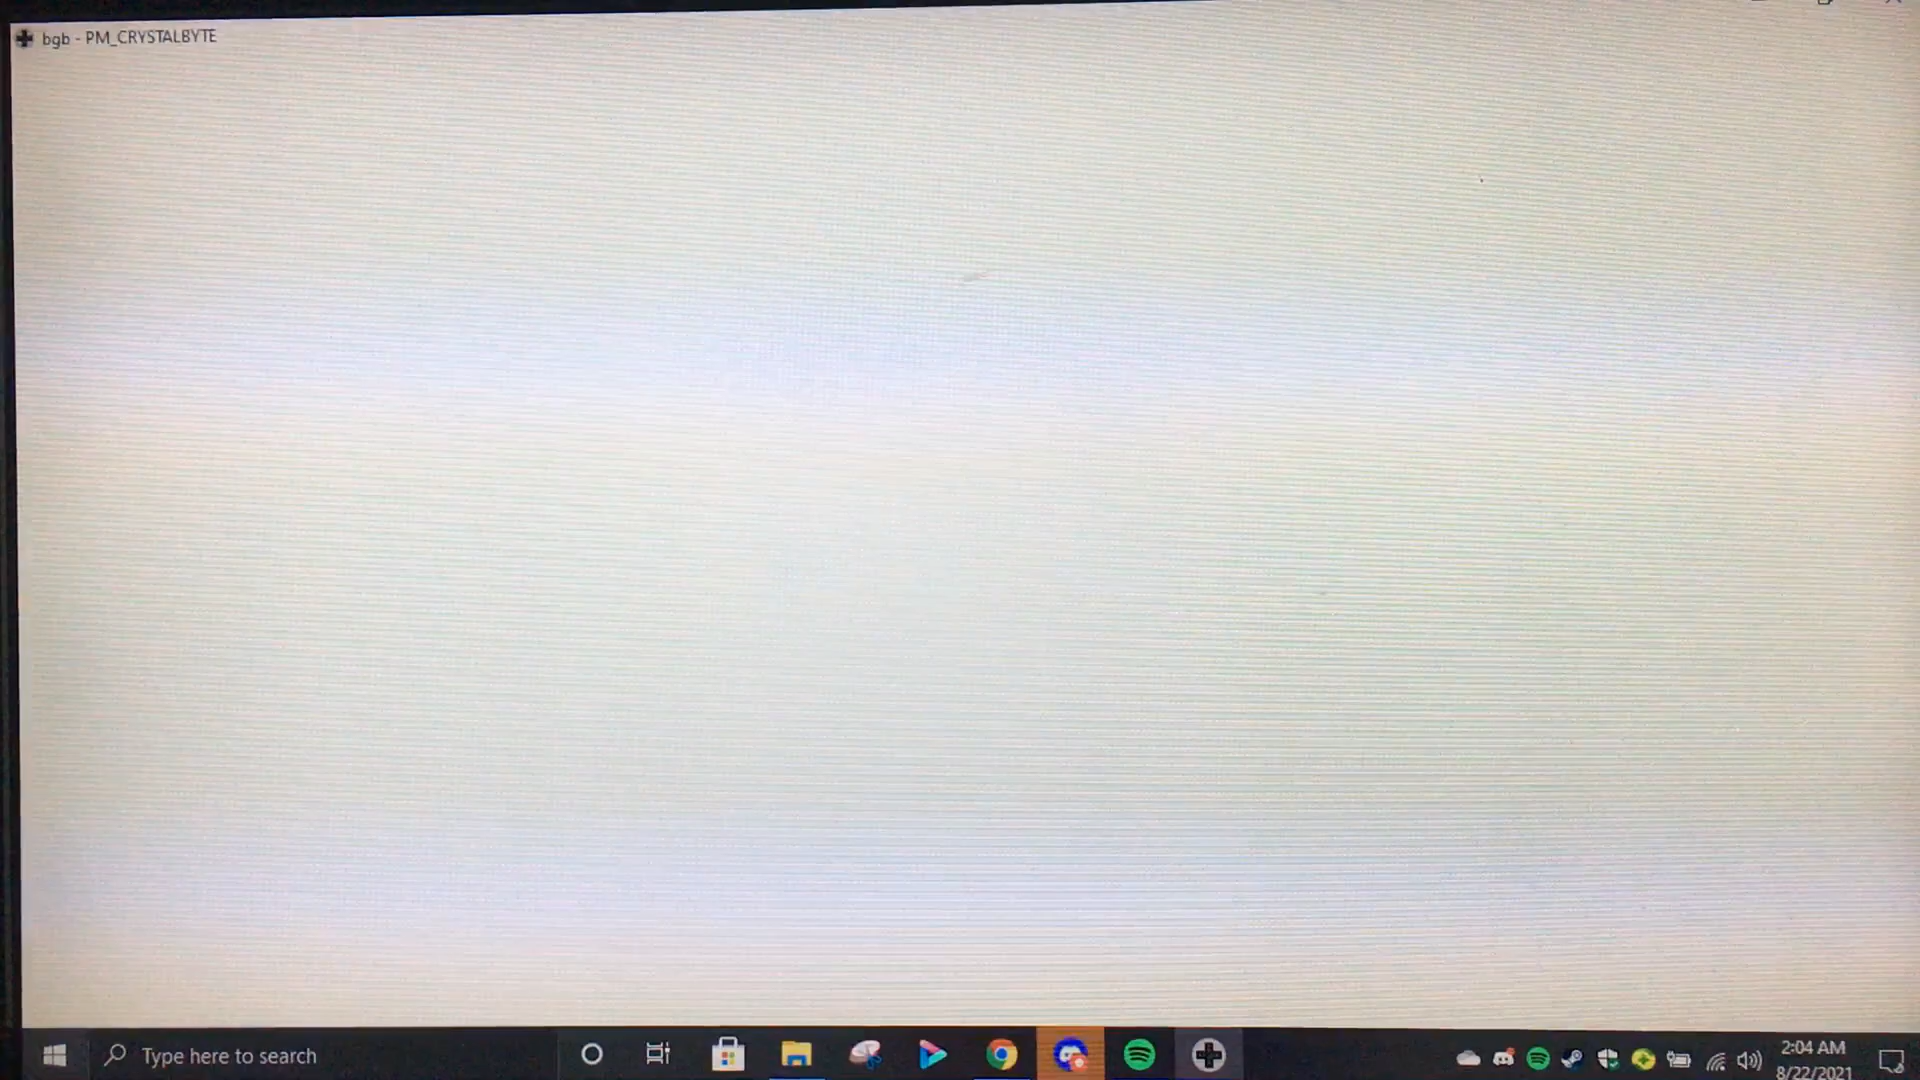 bgb - PM_CRYSTALBYTE
Type here to search
2:04 AM
8/22/2021